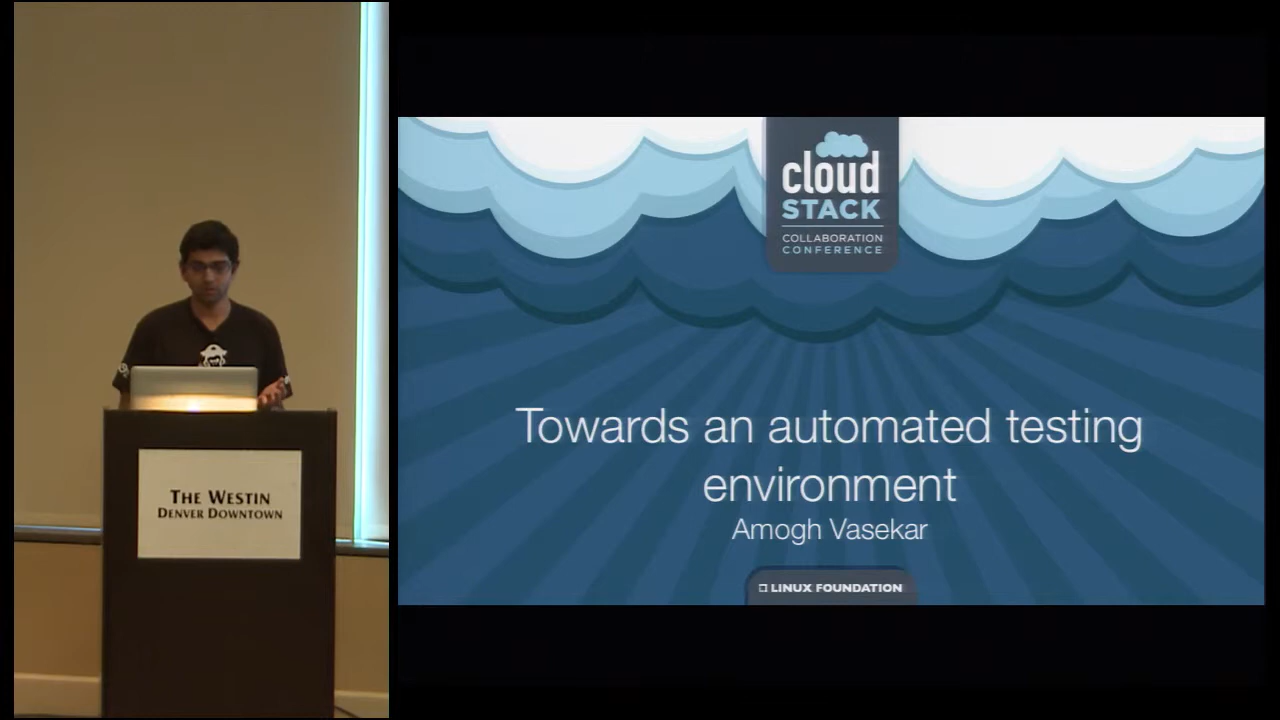 THE WESTIN
DENVER DOWNTOWN
cloud
STACK
COLLABORATION
CONFERENCE
Towards an automated testing
environment
Amogh Vasekar
LINUX FOUNDATION